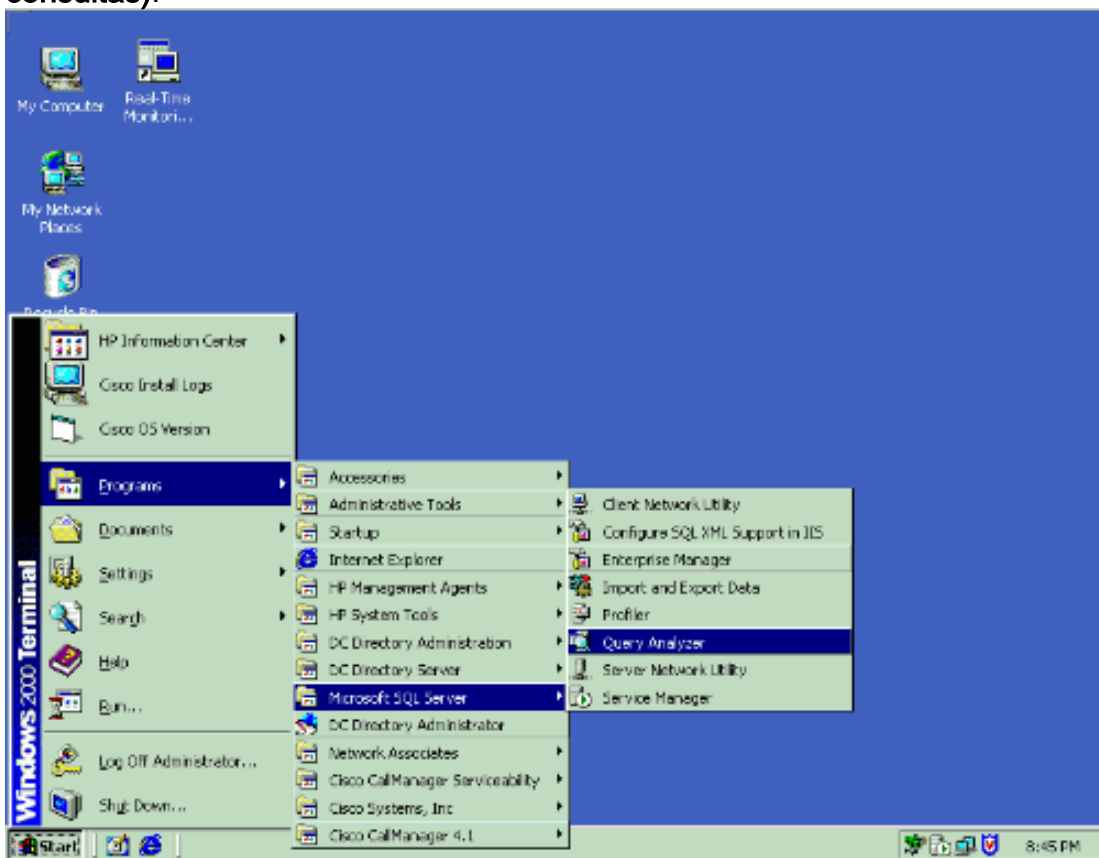 consultas).
My Computer
Real-Time
Monitori...
My Network
Places
Recycle Bin
HP Information Center
Cisco Install Logs
Cisco OS Version
Programs
Documents
Settings
Search
Help
Run...
Log Off Administrator...
Shut Down...
Windows 2000 Terminal
Accessories
Administrative Tools
Startup
Internet Explorer
HP Management Agents
HP System Tools
DC Directory Administration
DC Directory Server
Microsoft SQL Server
DC Directory Administrator
Network Associates
Cisco CallManager Serviceability
Cisco Systems, Inc
Cisco CallManager 4.1
Client Network Utility
Configure SQL XML Support in IIS
Enterprise Manager
Import and Export Data
Profiler
Query Analyzer
Server Network Utility
Service Manager
Start
8:45 PM